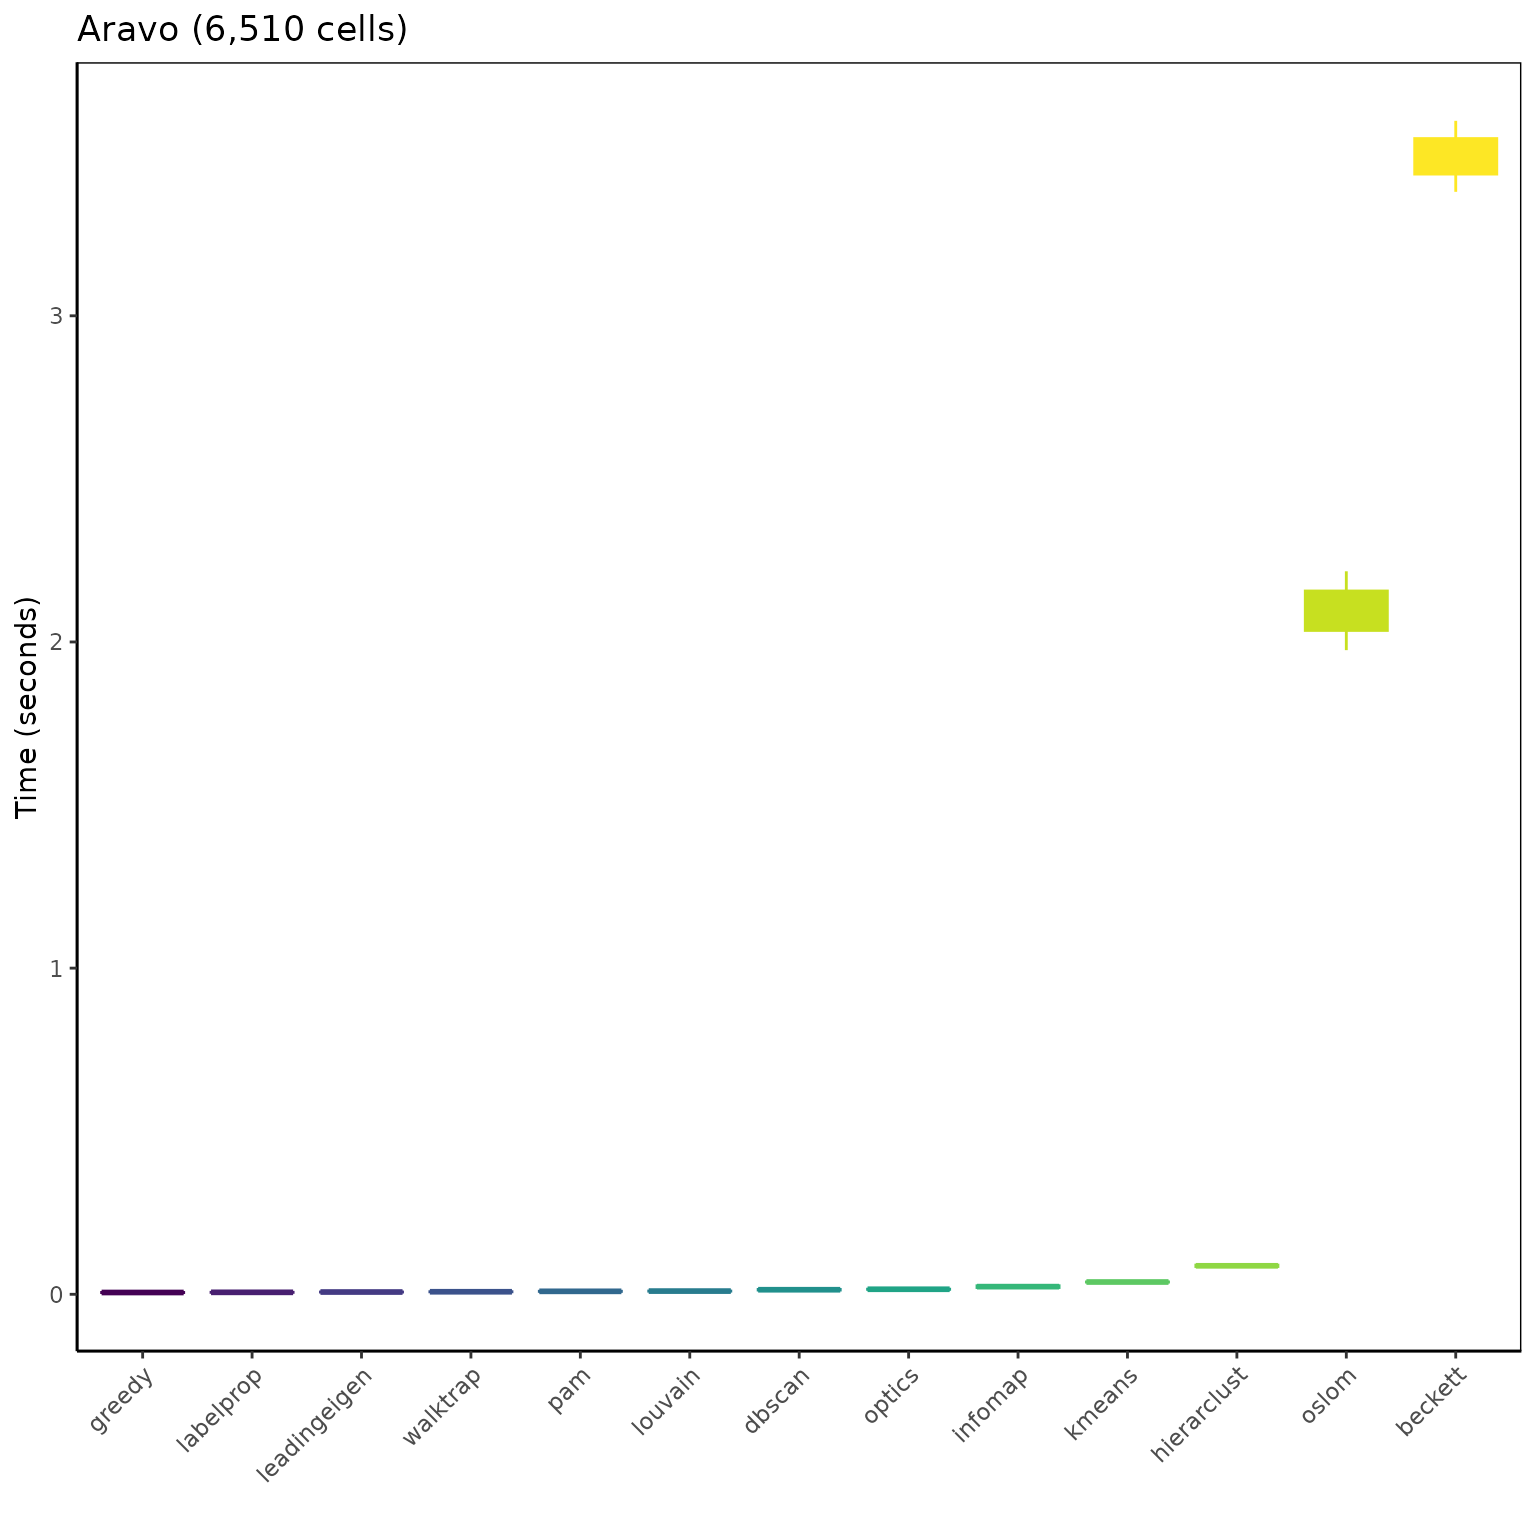 Aravo (6,510 cells)
Time (seconds)
3
2
1
0
greedy
labelprop
leadingeigen
walktrap
pam
louvain
dbscan
optics
infomap
kmeans
hierarclust
oslom
beckett